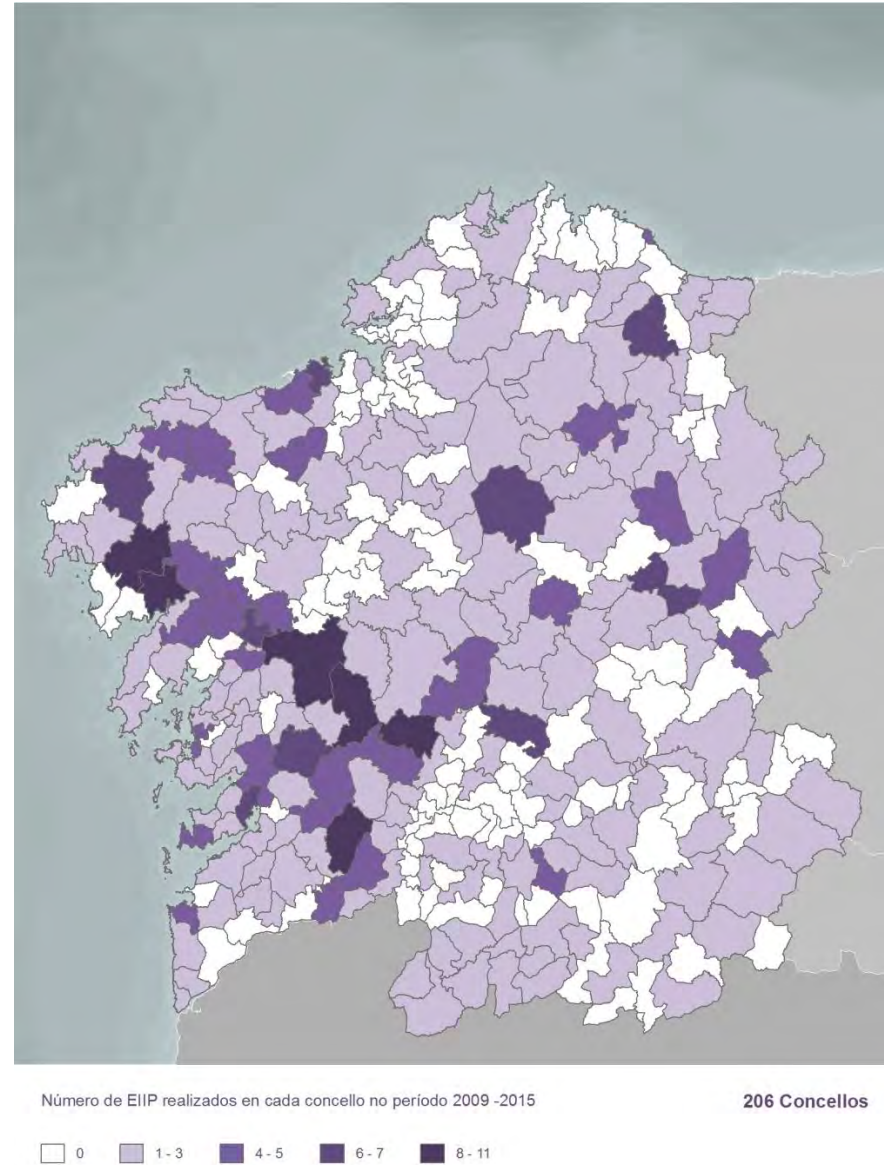 Número de EIIP realizados en cada concello no período 2009 -2015
206 Concellos
0
1 - 3
4 - 5
6 - 7
8 - 11